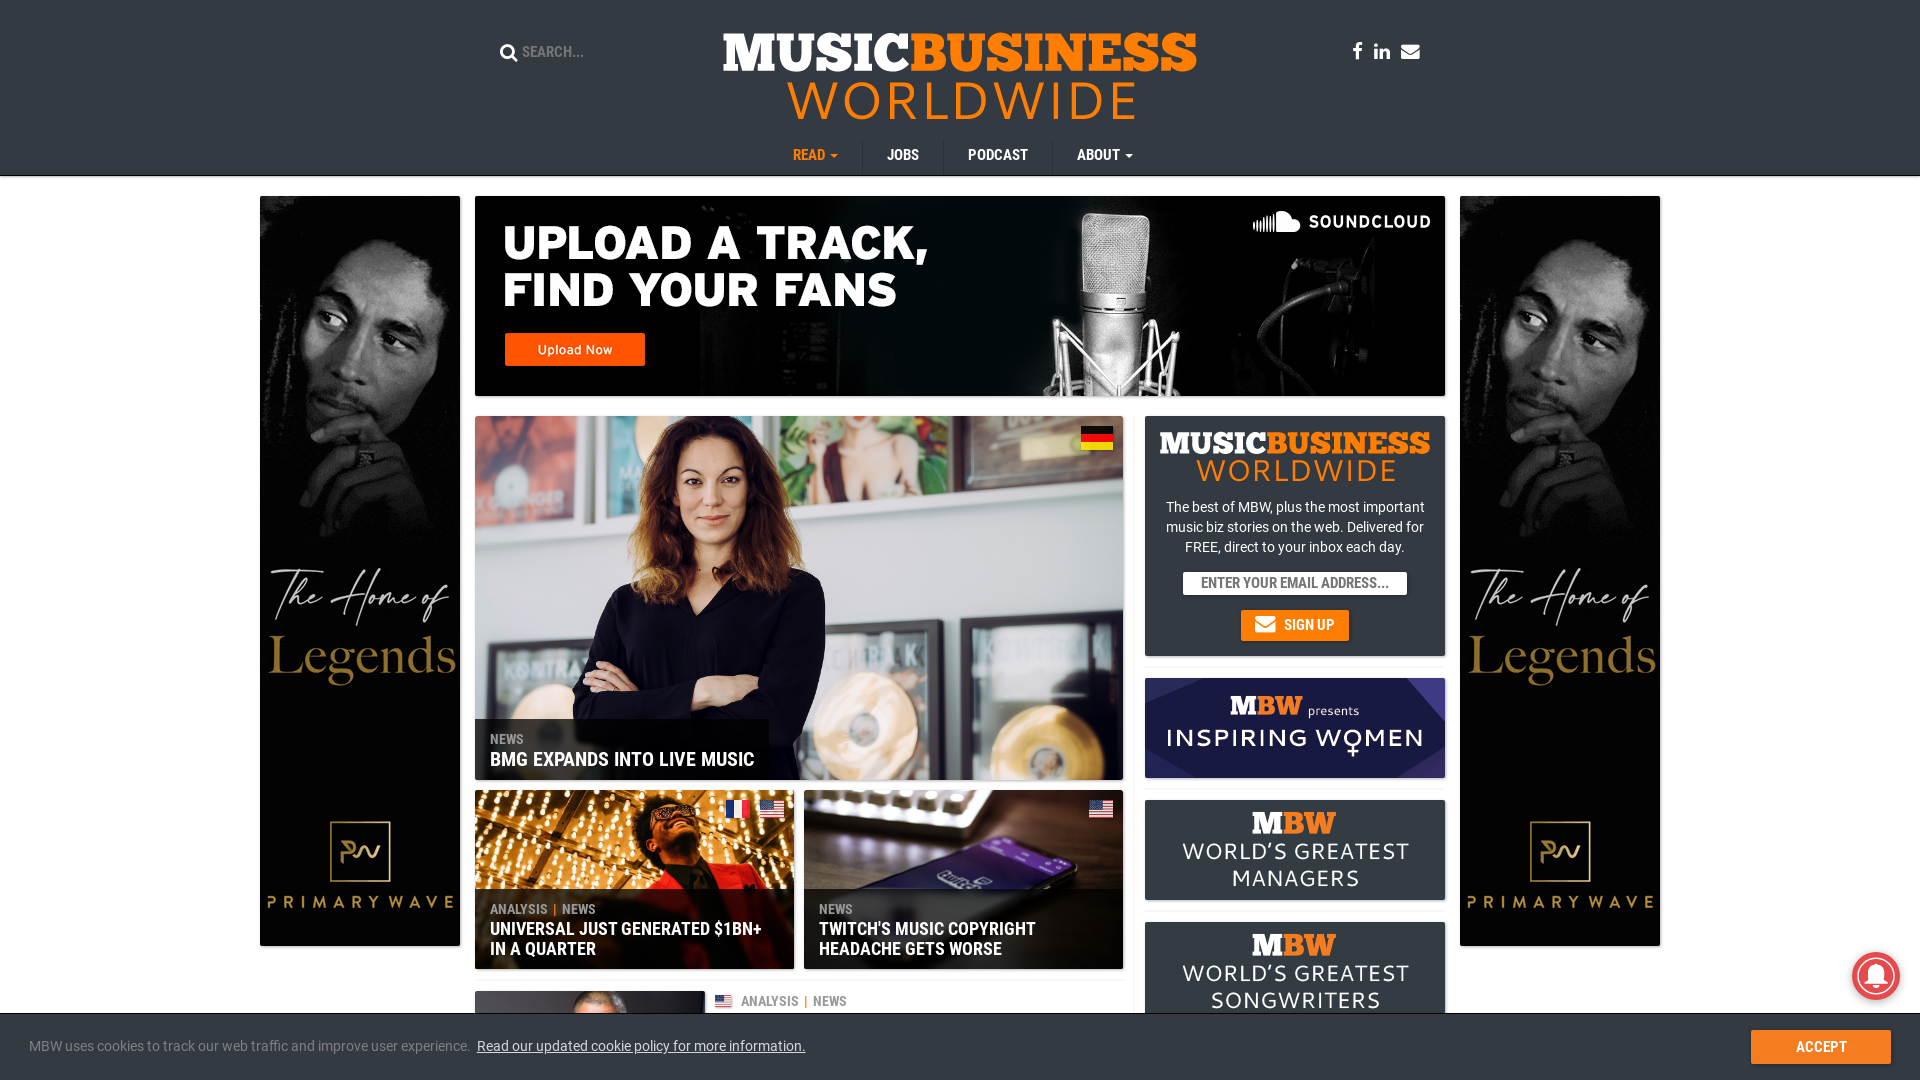 SEARCH...
MUSICBUSINESS
WORLDWIDE
READ
JOBS
PODCAST
ABOUT
The Home of
Legends
PW
PRIMARY WAVE
UPLOAD A TRACK,
FIND YOUR FANS
Upload Now
SOUNDCLOUD
NEWS
BMG EXPANDS INTO LIVE MUSIC
ANALYSIS | NEWS
UNIVERSAL JUST GENERATED $1BN+
IN A QUARTER
NEWS
TWITCH'S MUSIC COPYRIGHT
HEADACHE GETS WORSE
ANALYSIS | NEWS
MUSICBUSINESS
WORLDWIDE
The best of MBW, plus the most important
music biz stories on the web. Delivered for
FREE, direct to your inbox each day.
ENTER YOUR EMAIL ADDRESS...
SIGN UP
MBW presents
INSPIRING WOMEN
MBW
WORLD'S GREATEST
MANAGERS
MBW
WORLD'S GREATEST
SONGWRITERS
The Home of
Legends
PW
PRIMARY WAVE
MBW uses cookies to track our web traffic and improve user experience. Read our updated cookie policy for more information.
ACCEPT